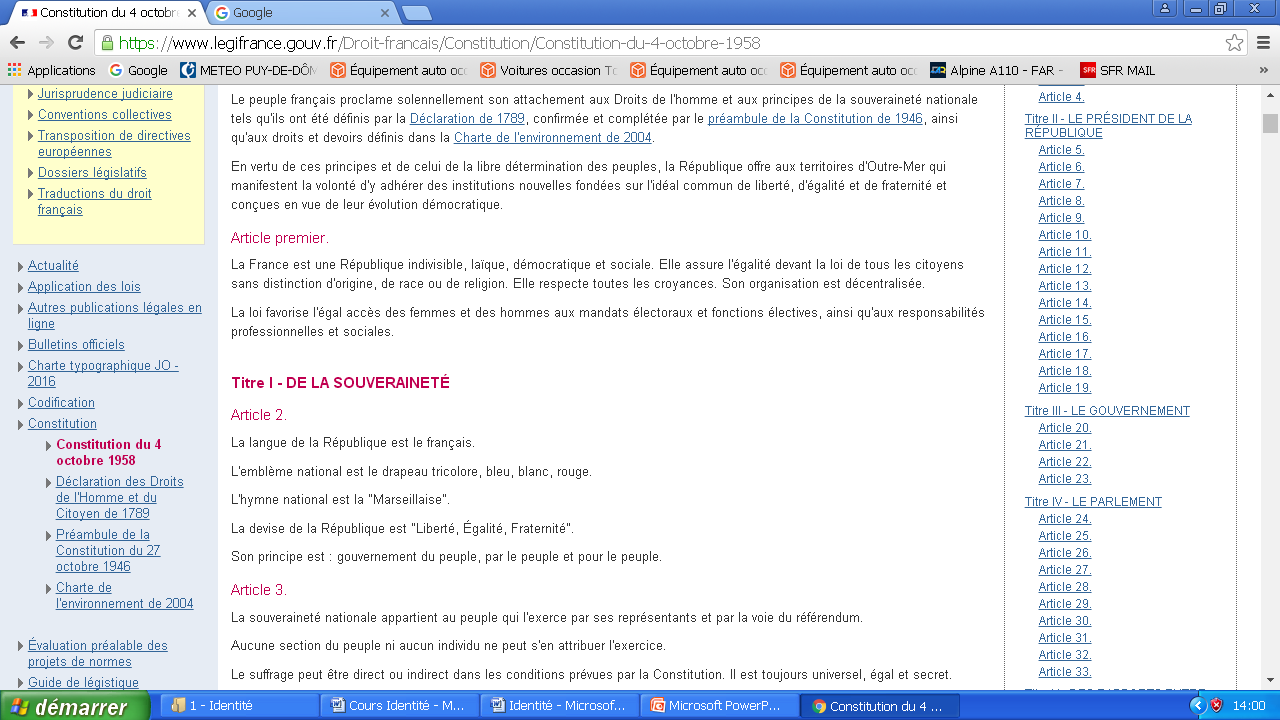 Constitution du 4 octobr
Google
https://www.legifrance.gouv.fr/Droit-francais/Constitution/Constitution-du-4-octobre-1958
Applications
Google
METEO PUY-DE-DÔM
Équipement auto occ
Voitures occasion To
Équipement auto occ
Équipement auto occ
Alpine A110 - FAR -
SFR MAIL
»
Jurisprudence judiciaire
Conventions collectives
Transposition de directives
européennes
Dossiers législatifs
Traductions du droit
français
Actualité
Application des lois
Autres publications légales en
ligne
Bulletins officiels
Charte typographique JO -
2016
Codification
Constitution
Constitution du 4
octobre 1958
Déclaration des Droits
de l'Homme et du
Citoyen de 1789
Préambule de la
Constitution du 27
octobre 1946
Charte de
l'environnement de 2004
Évaluation préalable des
projets de normes
Guide de légistique
Le peuple français proclame solennellement son attachement aux Droits de l'homme et aux principes de la souveraineté nationale
tels qu'ils ont été définis par la Déclaration de 1789, confirmée et complétée par le préambule de la Constitution de 1946, ainsi
qu'aux droits et devoirs définis dans la Charte de l'environnement de 2004.
En vertu de ces principes et de celui de la libre détermination des peuples, la République offre aux territoires d'Outre-Mer qui
manifestent la volonté d'y adhérer des institutions nouvelles fondées sur l'idéal commun de liberté, d'égalité et de fraternité et
conçues en vue de leur évolution démocratique.
Article premier.
La France est une République indivisible, laïque, démocratique et sociale. Elle assure l'égalité devant la loi de tous les citoyens
sans distinction d'origine, de race ou de religion. Elle respecte toutes les croyances. Son organisation est décentralisée.
La loi favorise l'égal accès des femmes et des hommes aux mandats électoraux et fonctions électives, ainsi qu'aux responsabilités
professionnelles et sociales.
Titre I - DE LA SOUVERAINETÉ
Article 2.
La langue de la République est le français.
L'emblème national est le drapeau tricolore, bleu, blanc, rouge.
L'hymne national est la "Marseillaise".
La devise de la République est "Liberté, Égalité, Fraternité".
Son principe est : gouvernement du peuple, par le peuple et pour le peuple.
Article 3.
La souveraineté nationale appartient au peuple qui l'exerce par ses représentants et par la voie du référendum.
Aucune section du peuple ni aucun individu ne peut s'en attribuer l'exercice.
Le suffrage peut être direct ou indirect dans les conditions prévues par la Constitution. Il est toujours universel, égal et secret.
Article 4.
Titre II - LE PRÉSIDENT DE LA
RÉPUBLIQUE
Article 5.
Article 6.
Article 7.
Article 8.
Article 9.
Article 10.
Article 11.
Article 12.
Article 13.
Article 14.
Article 15.
Article 16.
Article 17.
Article 18.
Article 19.
Titre III - LE GOUVERNEMENT
Article 20.
Article 21.
Article 22.
Article 23.
Titre IV - LE PARLEMENT
Article 24.
Article 25.
Article 26.
Article 27.
Article 28.
Article 29.
Article 30.
Article 31.
Article 32.
Article 33.
démarrer
1 - Identité
Cours Identité - M...
Identité - Microsof...
Microsoft PowerP...
Constitution du 4 ...
14:00